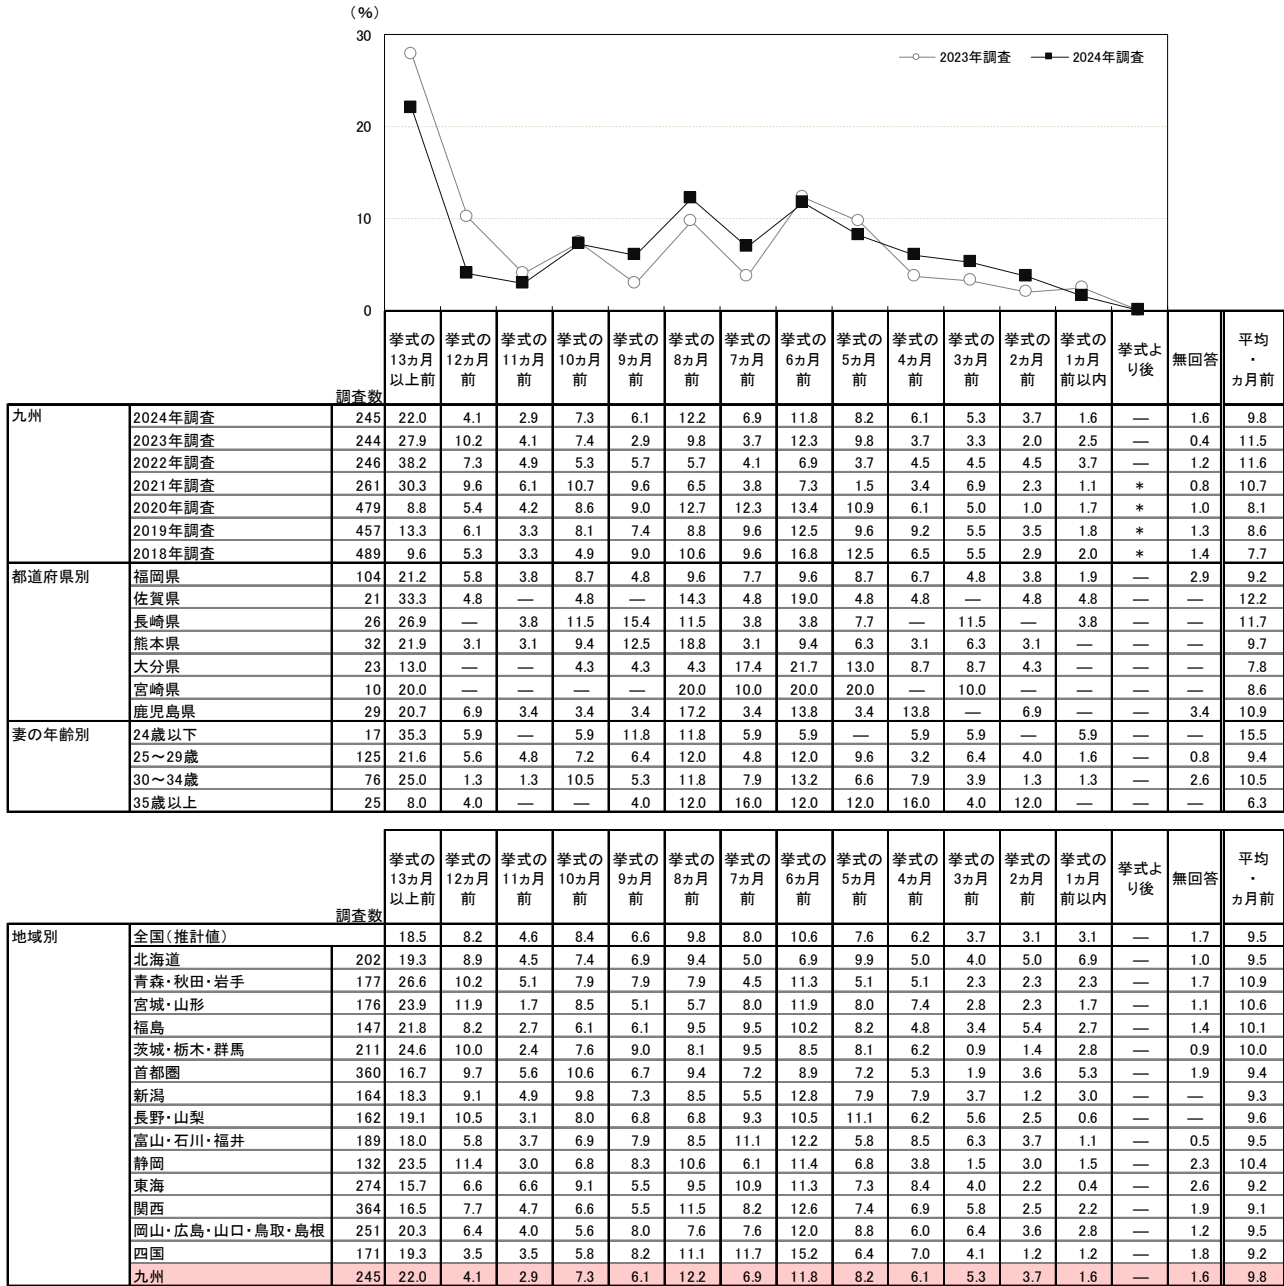 （%）
30
20
10
0
2023年調査 2024年調査
調査数 挙式の13ヵ月以上前 挙式の12ヵ月前 挙式の11ヵ月前 挙式の10ヵ月前 挙式の9ヵ月前 挙式の8ヵ月前 挙式の7ヵ月前 挙式の6ヵ月前 挙式の5ヵ月前 挙式の4ヵ月前 挙式の3ヵ月前 挙式の2ヵ月前 挙式の1ヵ月前以内 挙式より後 無回答 平均・ヵ月前
九州 2024年調査 245 22.0 4.1 2.9 7.3 6.1 12.2 6.9 11.8 8.2 6.1 5.3 3.7 1.6 ― 1.6 9.8
2023年調査 244 27.9 10.2 4.1 7.4 2.9 9.8 3.7 12.3 9.8 3.7 3.3 2.0 2.5 ― 0.4 11.5
2022年調査 246 38.2 7.3 4.9 5.3 5.7 5.7 4.1 6.9 3.7 4.5 4.5 4.5 3.7 ― 1.2 11.6
2021年調査 261 30.3 9.6 6.1 10.7 9.6 6.5 3.8 7.3 1.5 3.4 6.9 2.3 1.1 * 0.8 10.7
2020年調査 479 8.8 5.4 4.2 8.6 9.0 12.7 12.3 13.4 10.9 6.1 5.0 1.0 1.7 * 1.0 8.1
2019年調査 457 13.3 6.1 3.3 8.1 7.4 8.8 9.6 12.5 9.6 9.2 5.5 3.5 1.8 * 1.3 8.6
2018年調査 489 9.6 5.3 3.3 4.9 9.0 10.6 9.6 16.8 12.5 6.5 5.5 2.9 2.0 * 1.4 7.7
都道府県別 福岡県 104 21.2 5.8 3.8 8.7 4.8 9.6 7.7 9.6 8.7 6.7 4.8 3.8 1.9 ― 2.9 9.2
佐賀県 21 33.3 4.8 ― 4.8 ― 14.3 4.8 19.0 4.8 4.8 ― 4.8 4.8 ― ― 12.2
長崎県 26 26.9 ― 3.8 11.5 15.4 11.5 3.8 3.8 7.7 ― 11.5 ― 3.8 ― ― 11.7
熊本県 32 21.9 3.1 3.1 9.4 12.5 18.8 3.1 9.4 6.3 3.1 6.3 3.1 ― ― ― 9.7
大分県 23 13.0 ― ― 4.3 4.3 4.3 17.4 21.7 13.0 8.7 8.7 4.3 ― ― ― 7.8
宮崎県 10 20.0 ― ― ― ― 20.0 10.0 20.0 20.0 ― 10.0 ― ― ― ― 8.6
鹿児島県 29 20.7 6.9 3.4 3.4 3.4 17.2 3.4 13.8 3.4 13.8 ― 6.9 ― ― 3.4 10.9
妻の年齢別 24歳以下 17 35.3 5.9 ― 5.9 11.8 11.8 5.9 5.9 ― 5.9 5.9 ― 5.9 ― ― 15.5
25～29歳 125 21.6 5.6 4.8 7.2 6.4 12.0 4.8 12.0 9.6 3.2 6.4 4.0 1.6 ― 0.8 9.4
30～34歳 76 25.0 1.3 1.3 10.5 5.3 11.8 7.9 13.2 6.6 7.9 3.9 1.3 1.3 ― 2.6 10.5
35歳以上 25 8.0 4.0 ― ― 4.0 12.0 16.0 12.0 12.0 16.0 4.0 12.0 ― ― ― 6.3
調査数 挙式の13ヵ月以上前 挙式の12ヵ月前 挙式の11ヵ月前 挙式の10ヵ月前 挙式の9ヵ月前 挙式の8ヵ月前 挙式の7ヵ月前 挙式の6ヵ月前 挙式の5ヵ月前 挙式の4ヵ月前 挙式の3ヵ月前 挙式の2ヵ月前 挙式の1ヵ月前以内 挙式より後 無回答 平均・ヵ月前
地域別 全国（推計値） 18.5 8.2 4.6 8.4 6.6 9.8 8.0 10.6 7.6 6.2 3.7 3.1 3.1 ― 1.7 9.5
北海道 202 19.3 8.9 4.5 7.4 6.9 9.4 5.0 6.9 9.9 5.0 4.0 5.0 6.9 ― 1.0 9.5
青森・秋田・岩手 177 26.6 10.2 5.1 7.9 7.9 7.9 4.5 11.3 5.1 5.1 2.3 2.3 2.3 ― 1.7 10.9
宮城・山形 176 23.9 11.9 1.7 8.5 5.1 5.7 8.0 11.9 8.0 7.4 2.8 2.3 1.7 ― 1.1 10.6
福島 147 21.8 8.2 2.7 6.1 6.1 9.5 9.5 10.2 8.2 4.8 3.4 5.4 2.7 ― 1.4 10.1
茨城・栃木・群馬 211 24.6 10.0 2.4 7.6 9.0 8.1 9.5 8.5 8.1 6.2 0.9 1.4 2.8 ― 0.9 10.0
首都圏 360 16.7 9.7 5.6 10.6 6.7 9.4 7.2 8.9 7.2 5.3 1.9 3.6 5.3 ― 1.9 9.4
新潟 164 18.3 9.1 4.9 9.8 7.3 8.5 5.5 12.8 7.9 7.9 3.7 1.2 3.0 ― ― 9.3
長野・山梨 162 19.1 10.5 3.1 8.0 6.8 6.8 9.3 10.5 11.1 6.2 5.6 2.5 0.6 ― ― 9.6
富山・石川・福井 189 18.0 5.8 3.7 6.9 7.9 8.5 11.1 12.2 5.8 8.5 6.3 3.7 1.1 ― 0.5 9.5
静岡 132 23.5 11.4 3.0 6.8 8.3 10.6 6.1 11.4 6.8 3.8 1.5 3.0 1.5 ― 2.3 10.4
東海 274 15.7 6.6 6.6 9.1 5.5 9.5 10.9 11.3 7.3 8.4 4.0 2.2 0.4 ― 2.6 9.2
関西 364 16.5 7.7 4.7 6.6 5.5 11.5 8.2 12.6 7.4 6.9 5.8 2.5 2.2 ― 1.9 9.1
岡山・広島・山口・鳥取・島根 251 20.3 6.4 4.0 5.6 8.0 7.6 7.6 12.0 8.8 6.0 6.4 3.6 2.8 ― 1.2 9.5
四国 171 19.3 3.5 3.5 5.8 8.2 11.1 11.7 15.2 6.4 7.0 4.1 1.2 1.2 ― 1.8 9.2
九州 245 22.0 4.1 2.9 7.3 6.1 12.2 6.9 11.8 8.2 6.1 5.3 3.7 1.6 ― 1.6 9.8